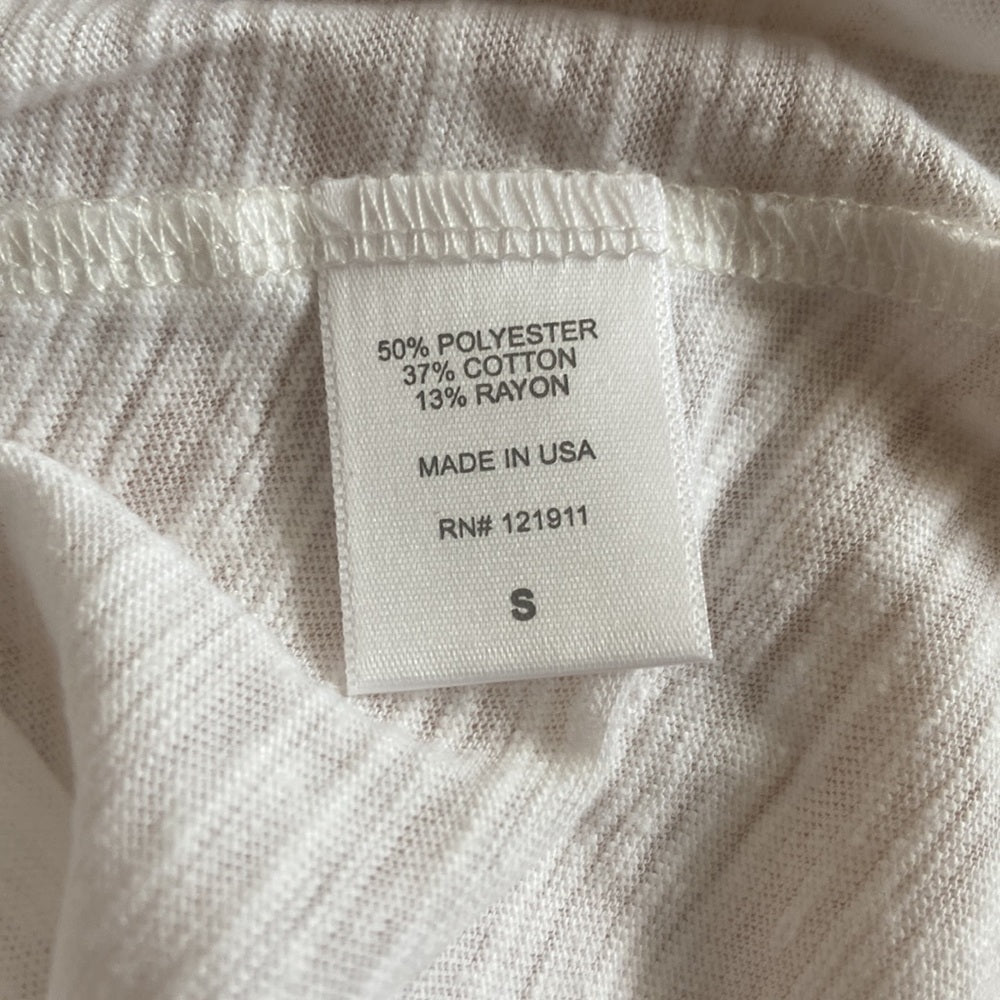 50% POLYESTER
37% COTTON
13% RAYON
MADE IN USA
RN# 121911
S